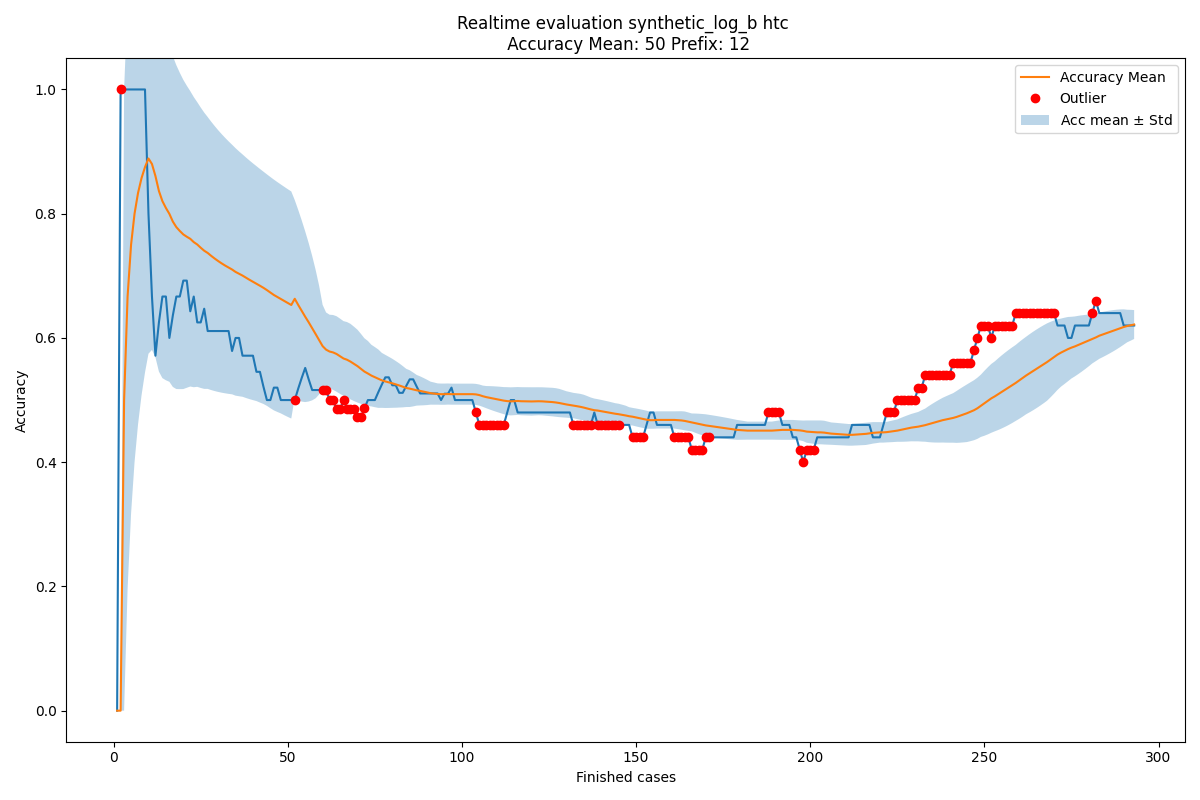 Realtime evaluation synthetic_log_b htc
Accuracy Mean: 50 Prefix: 12
Accuracy Mean
Outlier
Acc mean ± Std
Accuracy
1.0
0.8
0.6
0.4
0.2
0.0
0 50 100 150 200 250 300
Finished cases